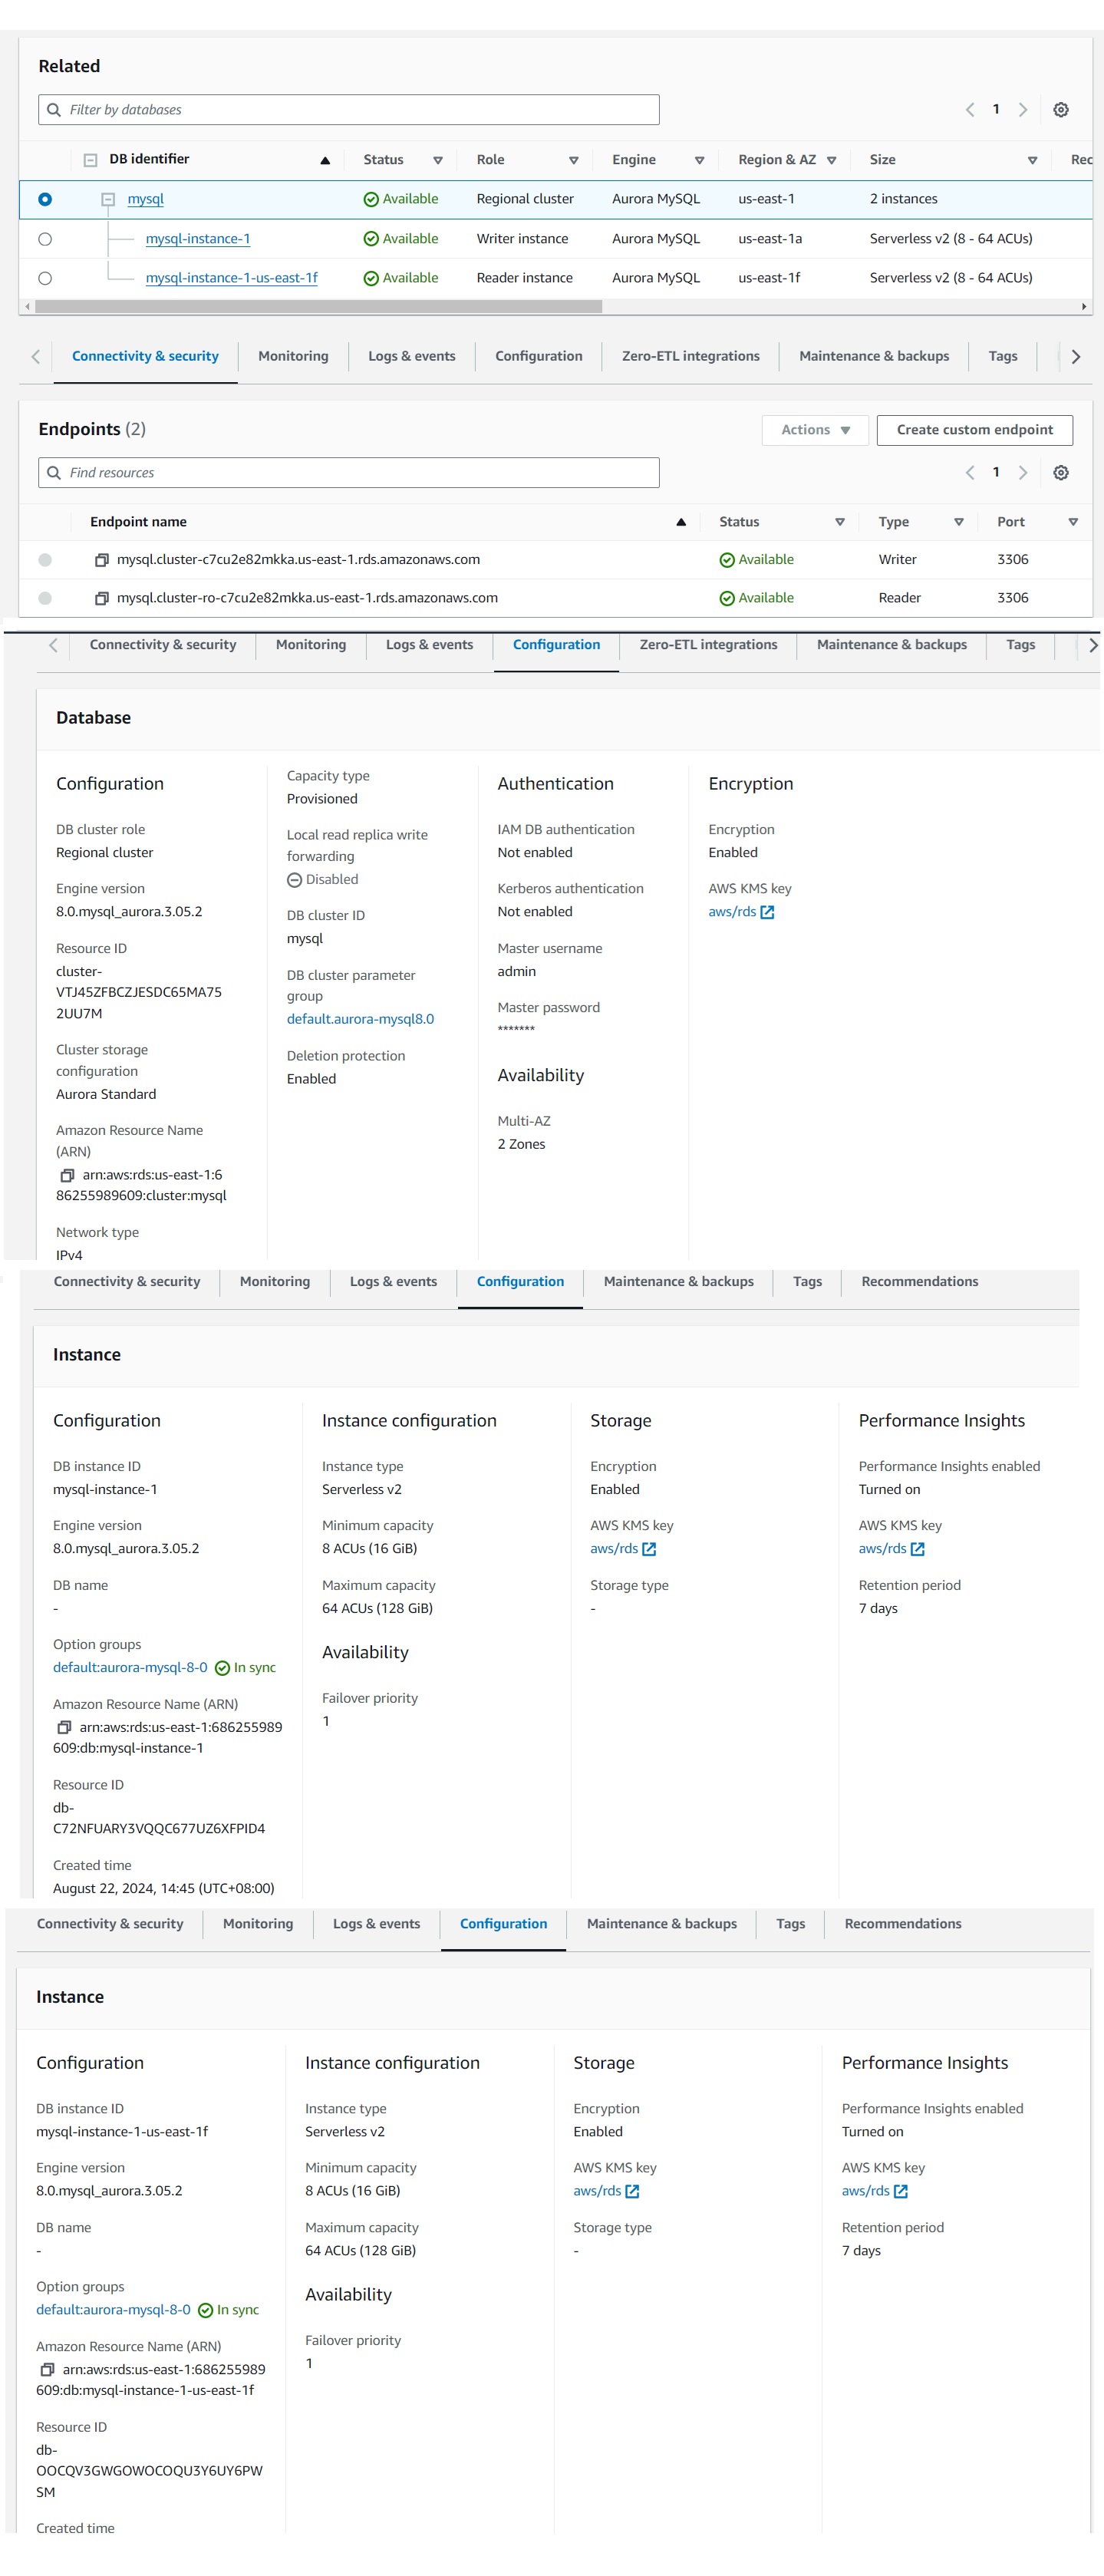 Related
Filter by databases
1
DB identifier Status Role Engine Region & AZ Size Rec
mysql Available Regional cluster Aurora MySQL us-east-1 2 instances
mysql-instance-1 Available Writer instance Aurora MySQL us-east-1a Serverless v2 (8 - 64 ACUs)
mysql-instance-1-us-east-1f Available Reader instance Aurora MySQL us-east-1f Serverless v2 (8 - 64 ACUs)
Connectivity & security Monitoring Logs & events Configuration Zero-ETL integrations Maintenance & backups Tags
Endpoints (2) Actions Create custom endpoint
Find resources
1
Endpoint name Status Type Port
mysql.cluster-c7cu2e82mkka.us-east-1.rds.amazonaws.com Available Writer 3306
mysql.cluster-ro-c7cu2e82mkka.us-east-1.rds.amazonaws.com Available Reader 3306
Connectivity & security Monitoring Logs & events Configuration Zero-ETL integrations Maintenance & backups Tags
Database
Configuration
DB cluster role
Regional cluster
Engine version
8.0.mysql_aurora.3.05.2
Resource ID
cluster-
VTJ45ZFBCZJESDC65MA75
2UU7M
Cluster storage
configuration
Aurora Standard
Amazon Resource Name
(ARN)
arn:aws:rds:us-east-1:6
86255989609:cluster:mysql
Network type
IPv4
Capacity type
Provisioned
Local read replica write
forwarding
Disabled
DB cluster ID
mysql
DB cluster parameter
group
default.aurora-mysql8.0
Deletion protection
Enabled
Authentication
IAM DB authentication
Not enabled
Kerberos authentication
Not enabled
Master username
admin
Master password
*******
Availability
Multi-AZ
2 Zones
Encryption
Encryption
Enabled
AWS KMS key
aws/rds
Connectivity & security Monitoring Logs & events Configuration Maintenance & backups Tags Recommendations
Instance
Configuration
DB instance ID
mysql-instance-1
Engine version
8.0.mysql_aurora.3.05.2
DB name
-
Option groups
default:aurora-mysql-8-0 In sync
Amazon Resource Name (ARN)
arn:aws:rds:us-east-1:686255989
609:db:mysql-instance-1
Resource ID
db-
C72NFUARY3VQQC677UZ6XFPID4
Created time
August 22, 2024, 14:45 (UTC+08:00)
Instance configuration
Instance type
Serverless v2
Minimum capacity
8 ACUs (16 GiB)
Maximum capacity
64 ACUs (128 GiB)
Availability
Failover priority
1
Storage
Encryption
Enabled
AWS KMS key
aws/rds
Storage type
-
Performance Insights
Performance Insights enabled
Turned on
AWS KMS key
aws/rds
Retention period
7 days
Connectivity & security Monitoring Logs & events Configuration Maintenance & backups Tags Recommendations
Instance
Configuration
DB instance ID
mysql-instance-1-us-east-1f
Engine version
8.0.mysql_aurora.3.05.2
DB name
-
Option groups
default:aurora-mysql-8-0 In sync
Amazon Resource Name (ARN)
arn:aws:rds:us-east-1:686255989
609:db:mysql-instance-1-us-east-1f
Resource ID
db-
OOCQV3GWGOWOCOQU3Y6UY6PW
SM
Created time
Instance configuration
Instance type
Serverless v2
Minimum capacity
8 ACUs (16 GiB)
Maximum capacity
64 ACUs (128 GiB)
Availability
Failover priority
1
Storage
Encryption
Enabled
AWS KMS key
aws/rds
Storage type
-
Performance Insights
Performance Insights enabled
Turned on
AWS KMS key
aws/rds
Retention period
7 days